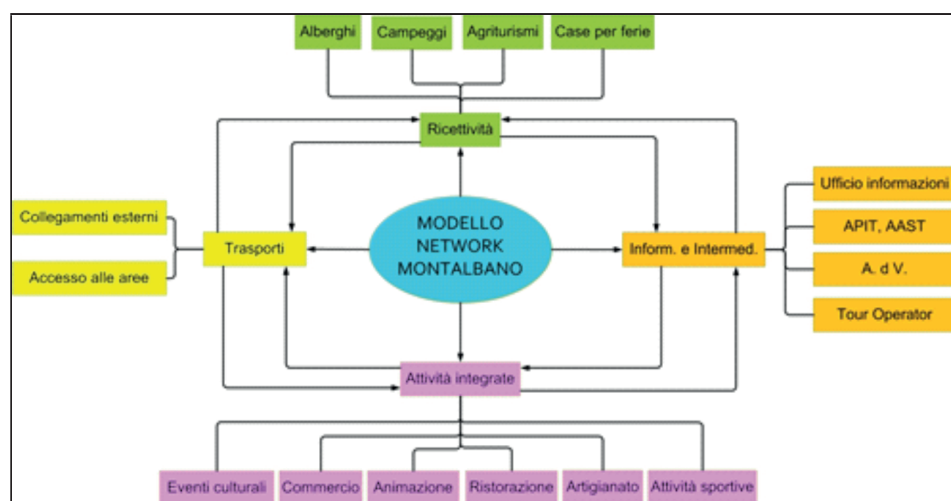 Alberghi
Campeggi
Agriturismi
Case per ferie
Ricettività
Collegamenti esterni
Accesso alle aree
Trasporti
MODELLO
NETWORK
MONTALBANO
Inform. e Intermed.
Ufficio informazioni
APIT, AAST
A. d V.
Tour Operator
Attività integrate
Eventi culturali
Commercio
Animazione
Ristorazione
Artigianato
Attività sportive